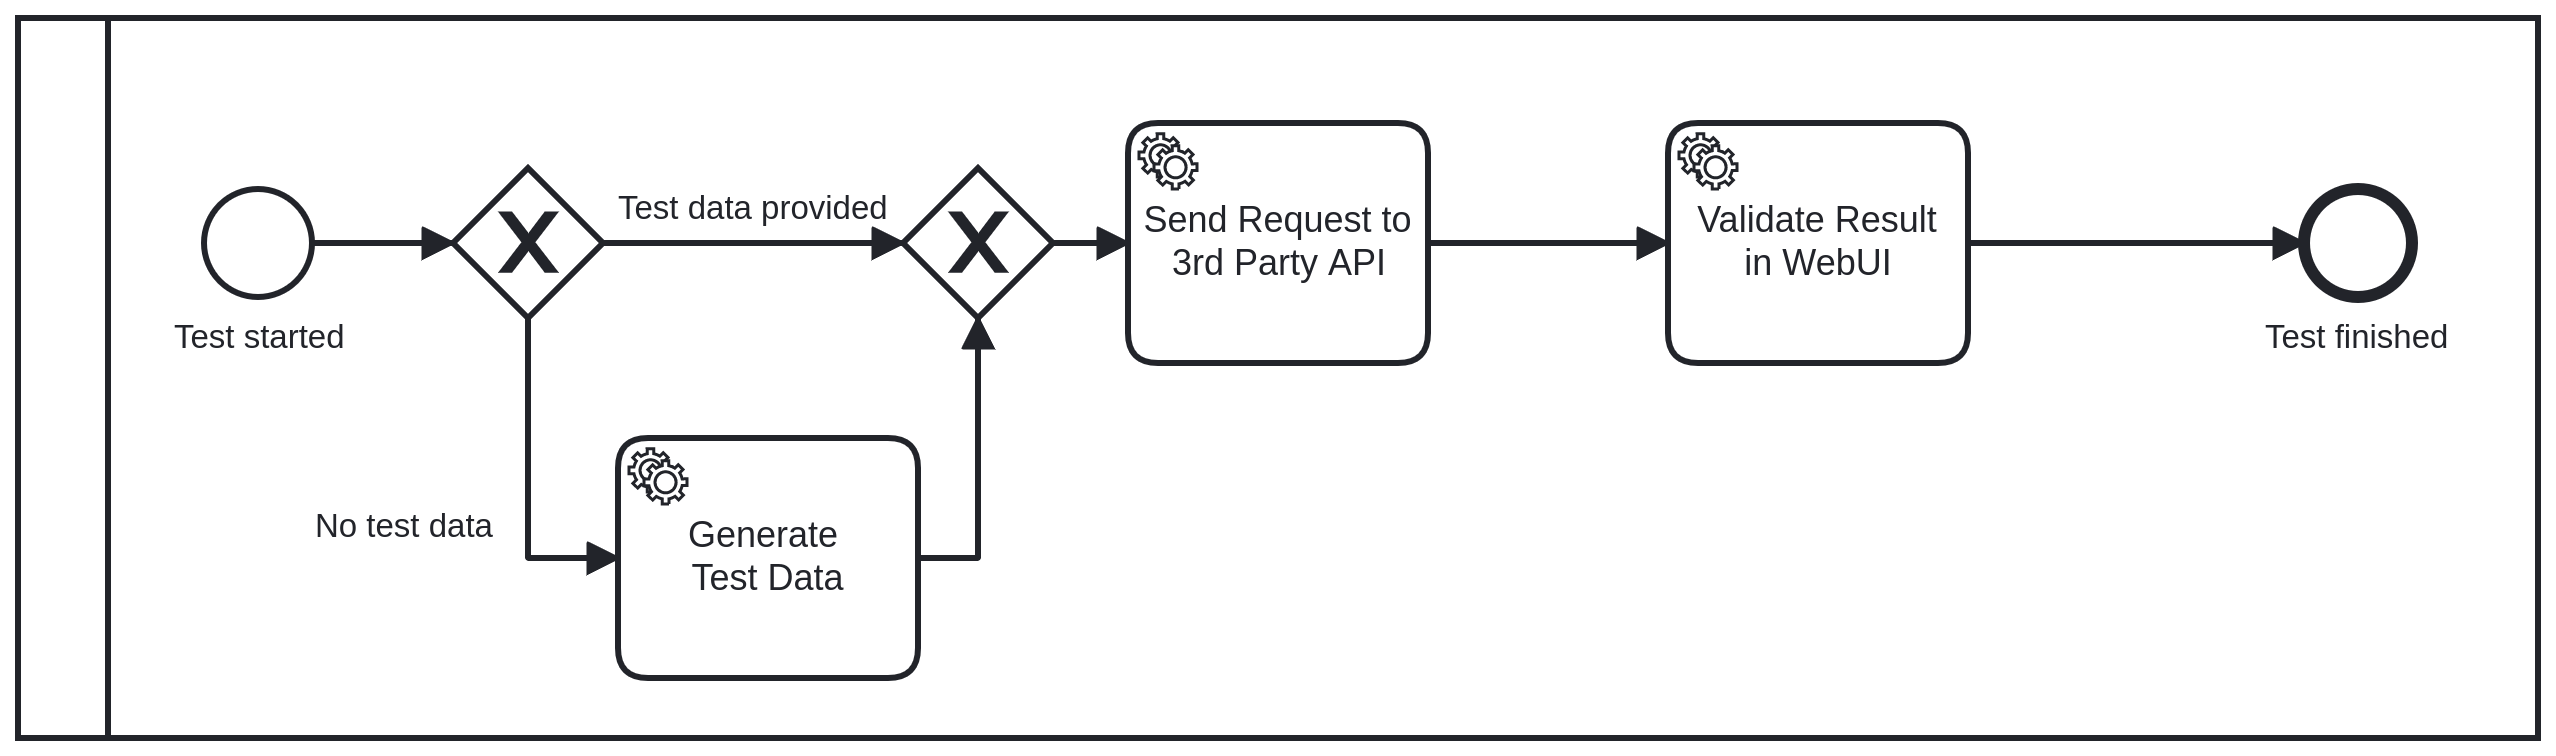 Test started
X
Test data provided
X
No test data
Generate
Test Data
Send Request to
3rd Party API
Validate Result
in WebUI
Test finished